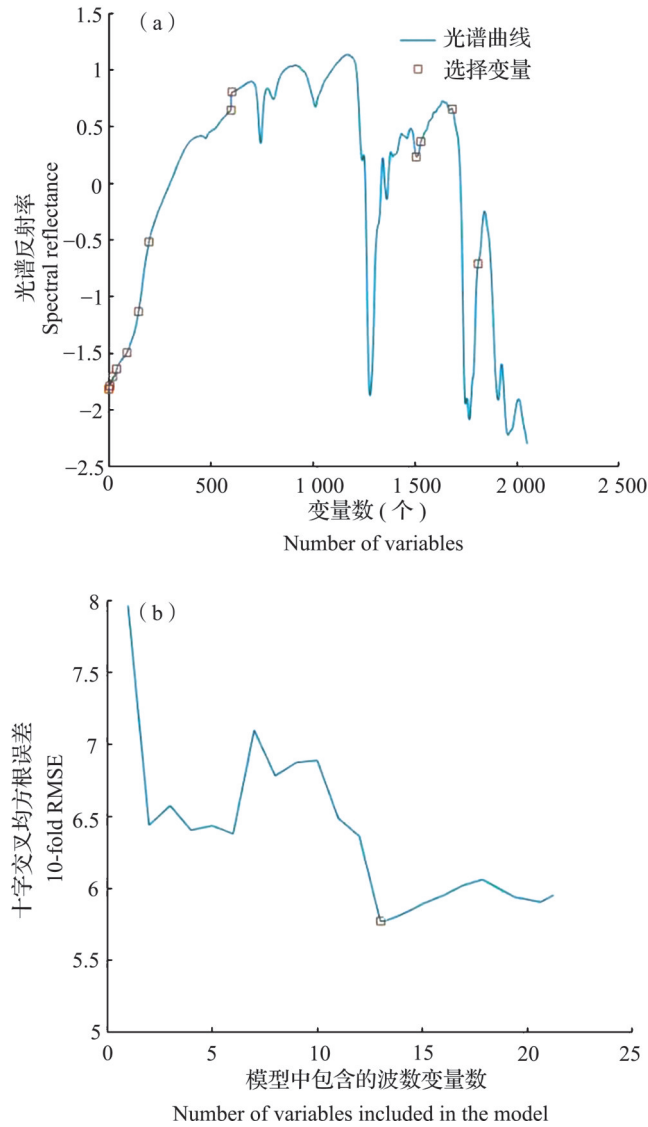 (a)
光谱曲线
选择变量
1.5
1
0.5
0
−0.5
−1
−1.5
−2
−2.5
光谱反射率
Spectral reflectance
0 500 1 000 1 500 2 000 2 500
变量数(个)
Number of variables
(b)
8
7.5
7
6.5
6
5.5
5
十字交叉均方根误差
10-fold RMSE
0 5 10 15 20 25
模型中包含的波数变量数
Number of variables included in the model